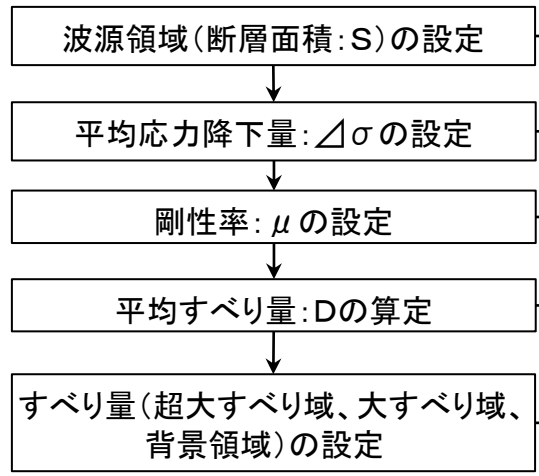 波源領域（断層面積：S）の設定
平均応力降下量：⊿σの設定
剛性率：μの設定
平均すべり量：Dの算定
すべり量（超大すべり域、大すべり域、
背景領域）の設定